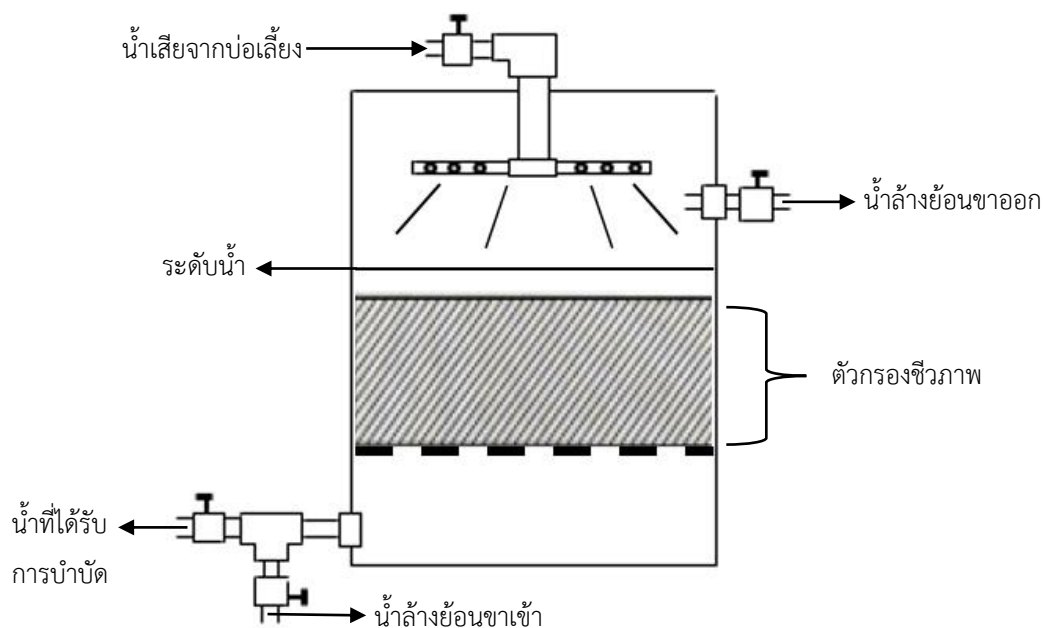 น้ำเสียจากบ่อเลี้ยง
น้ำล้างย้อนขาออก
ระดับน้ำ
ตัวกรองชีวภาพ
น้ำที่ได้รับ
การบำบัด
น้ำล้างย้อนขาเข้า